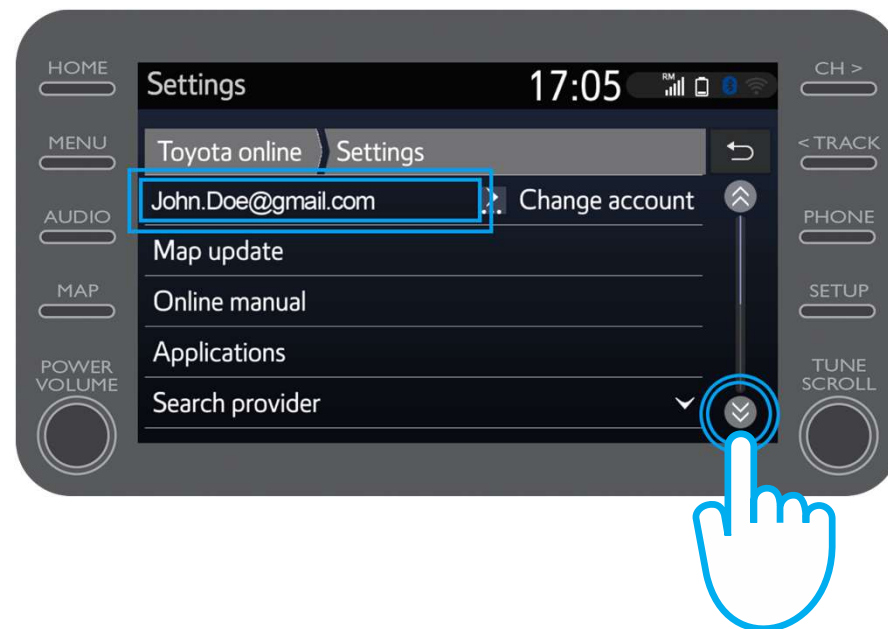 HOME
MENU
AUDIO
MAP
POWER
VOLUME
Settings 17:05 RM
Toyota online Settings
John.Doe@gmail.com Change account
Map update
Online manual
Applications
Search provider
CH >
< TRACK
PHONE
SETUP
TUNE
SCROLL